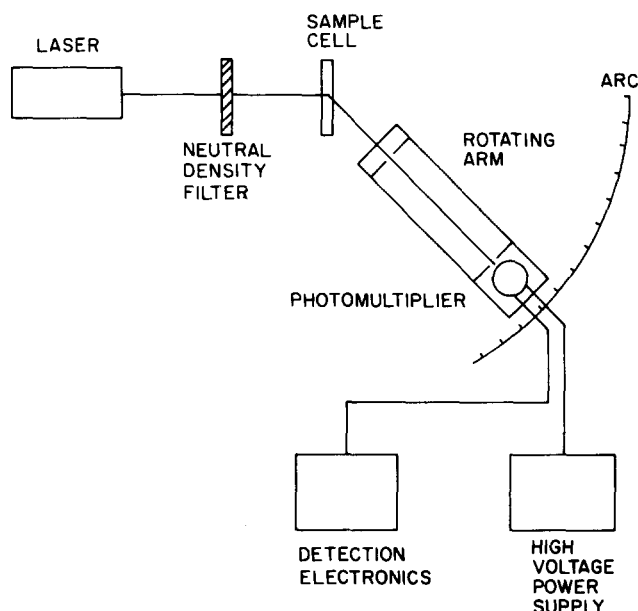 SAMPLE
CELL
LASER
ARC
NEUTRAL
DENSITY
FILTER
ROTATING
ARM
PHOTOMULTIPLIER
DETECTION
ELECTRONICS
HIGH
VOLTAGE
POWER
SUPPLY